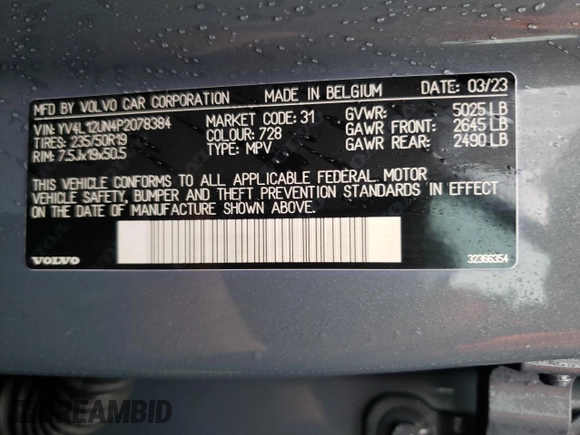 MFD BY VOLVO CAR CORPORATION MADE IN BELGIUM DATE: 03/23
VIN: YV4L12UN4P2078384 MARKET CODE: 31 GVWR: 5025 LB
TIRES: 235/50R19 COLOUR: 728 GAWR FRONT: 2645 LB
RIM: 7.5Jx19x50.5 TYPE: MPV GAWR REAR: 2490 LB
THIS VEHICLE CONFORMS TO ALL APPLICABLE FEDERAL MOTOR
VEHICLE SAFETY, BUMPER AND THEFT PREVENTION STANDARDS IN EFFECT
ON THE DATE OF MANUFACTURE SHOWN ABOVE.
VOLVO 32366354